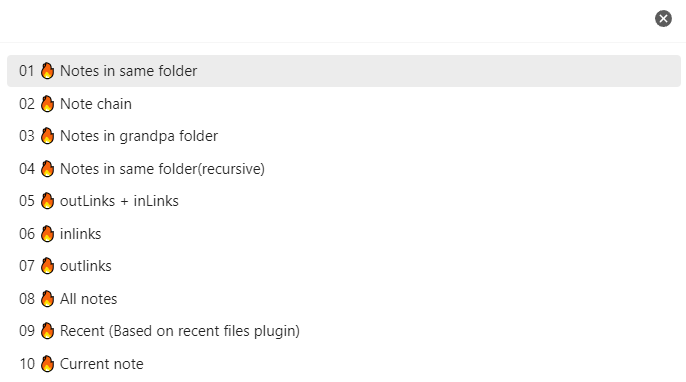 01 🔥 Notes in same folder
02 🔥 Note chain
03 🔥 Notes in grandpa folder
04 🔥 Notes in same folder(recursive)
05 🔥 outLinks + inLinks
06 🔥 inlinks
07 🔥 outlinks
08 🔥 All notes
09 🔥 Recent (Based on recent files plugin)
10 🔥 Current note